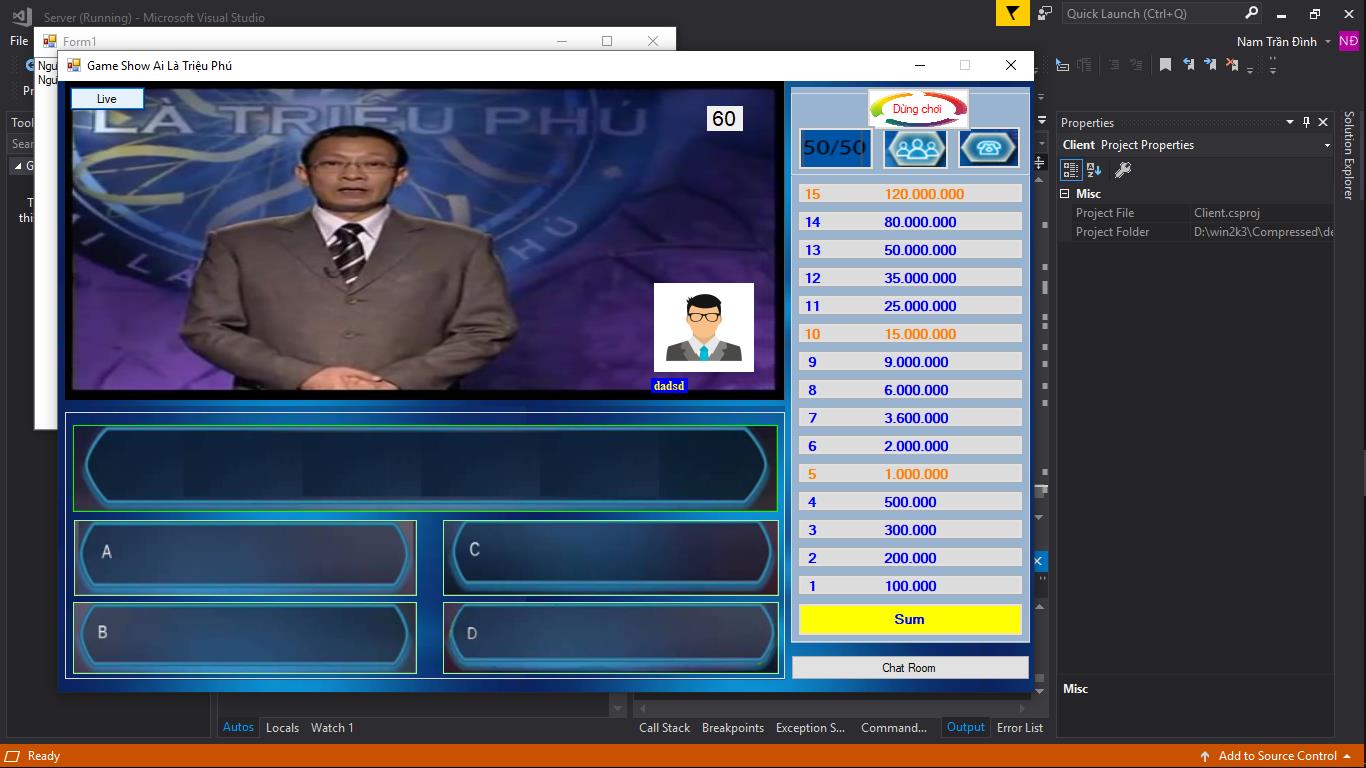 Server (Running) - Microsoft Visual Studio
Quick Launch (Ctrl+Q)
File
Form1
Nam Trần Đình
NĐ
Game Show Ai Là Triệu Phú
Live
LÀ TRIỆU PHÚ
60
dadsd
Dừng chơi
50/50
15 120.000.000
14 80.000.000
13 50.000.000
12 35.000.000
11 25.000.000
10 15.000.000
9 9.000.000
8 6.000.000
7 3.600.000
6 2.000.000
5 1.000.000
4 500.000
3 300.000
2 200.000
1 100.000
Sum
Chat Room
A
C
B
D
Properties
Client Project Properties
Misc
Project File Client.csproj
Project Folder D:\win2k3\Compressed\de
Misc
Solution Explorer
Autos Locals Watch 1
Call Stack Breakpoints Exception S... Command... Output Error List
Ready
Add to Source Control